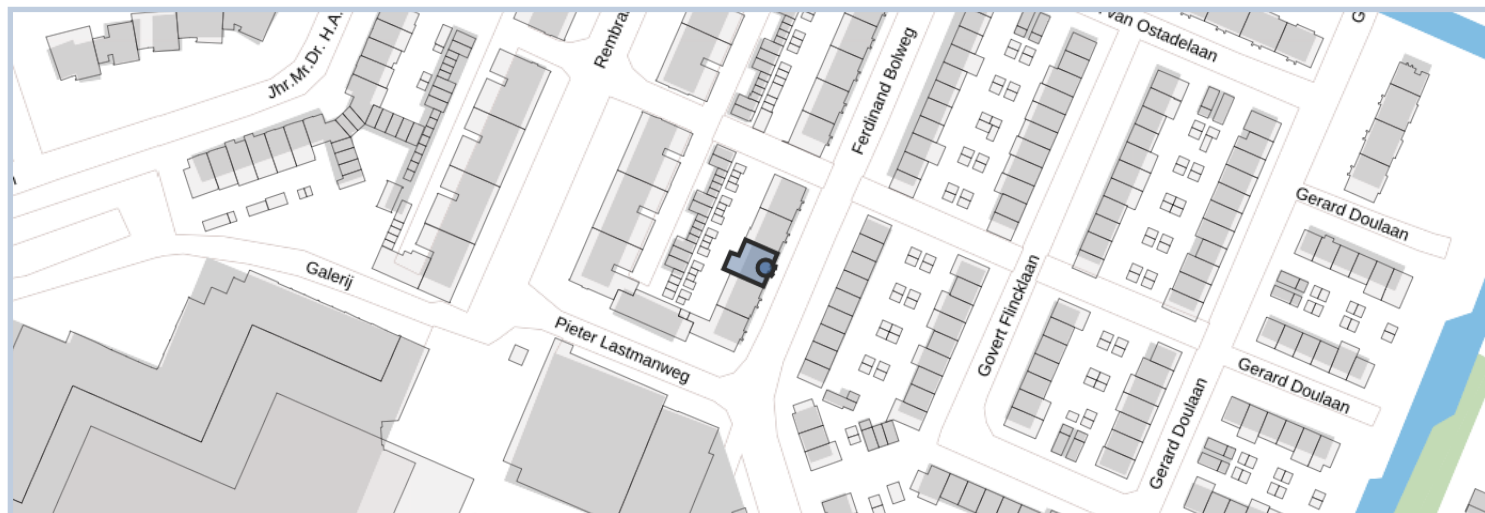 Jhr.Mr.Dr. H.A.
Rembra
Ferdinand Bolweg
van Ostadelaan
G
Gerard Doulaan
Galerij
Pieter Lastmanweg
Govert Flincklaan
Gerard Doulaan
Gerard Doulaan